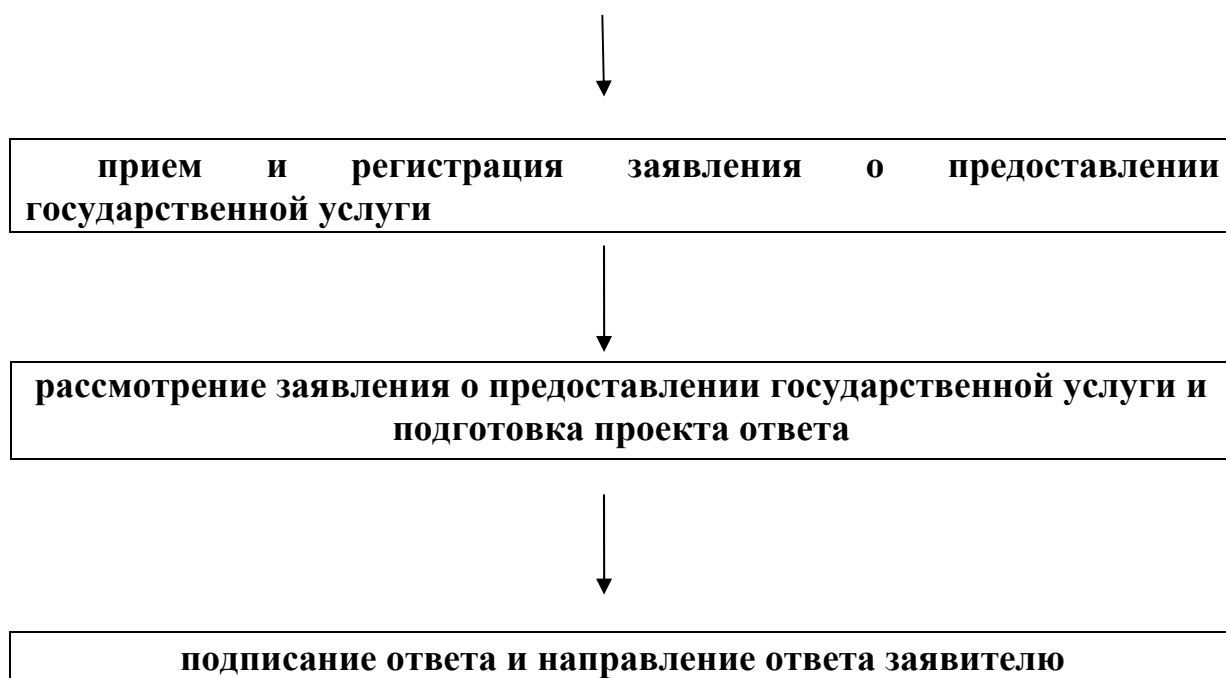 прием и регистрация заявления о предоставлении
государственной услуги
рассмотрение заявления о предоставлении государственной услуги и
подготовка проекта ответа
подписание ответа и направление ответа заявителю